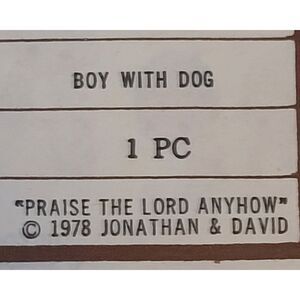 BOY WITH DOG
1 PC
"PRAISE THE LORD ANYHOW"
© 1978 JONATHAN & DAVID